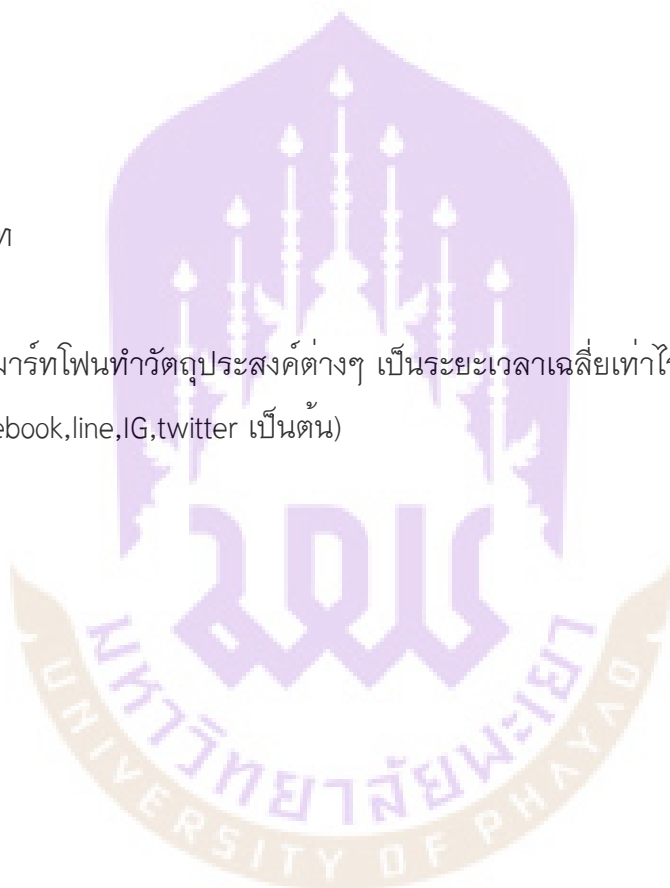 มาร์ทโฟนทำวัตถุประสงค์ต่างๆ เป็นระยะเวลาเฉลี่ยเท่าไร
ebook,line,IG,twitter เป็นต้น)
มหาวิทยาลัยพะเยา
UNIVERSITY OF PHAYAO